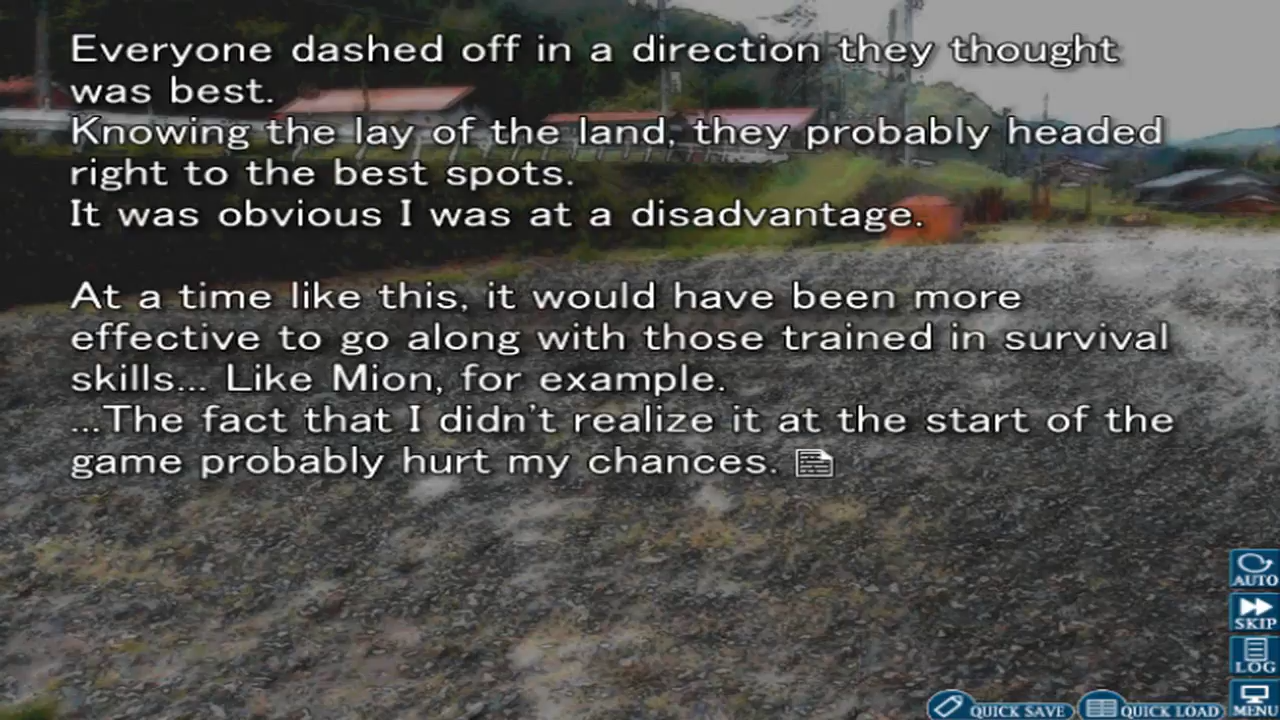 Everyone dashed off in a direction they thought
was best.
Knowing the lay of the land, they probably headed
right to the best spots.
It was obvious I was at a disadvantage.
At a time like this, it would have been more
effective to go along with those trained in survival
skills... Like Mion, for example.
...The fact that I didn't realize it at the start of the
game probably hurt my chances.
AUTO
SKIP
LOG
MENU
QUICK SAVE
QUICK LOAD